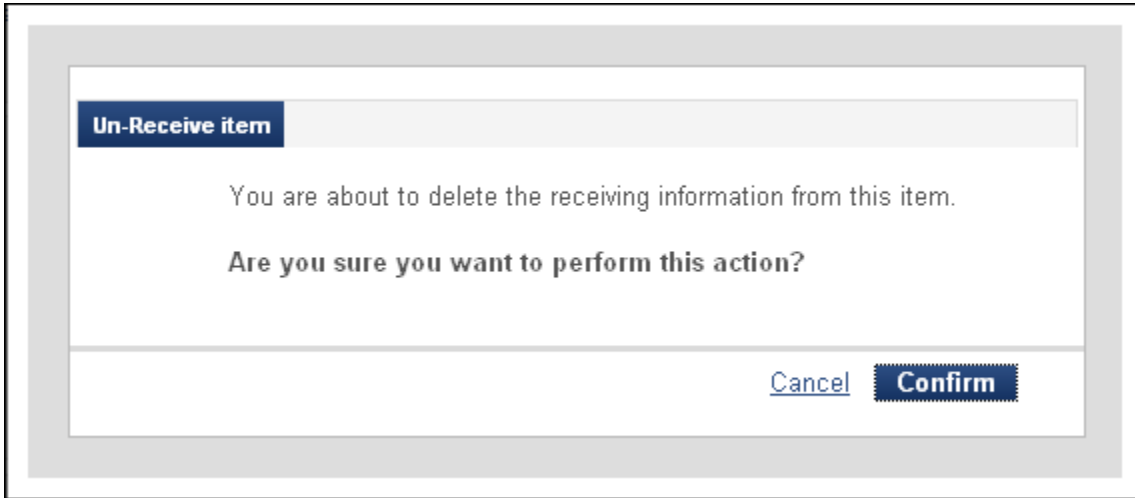 Un-Receive item
You are about to delete the receiving information from this item.
Are you sure you want to perform this action?
Cancel Confirm